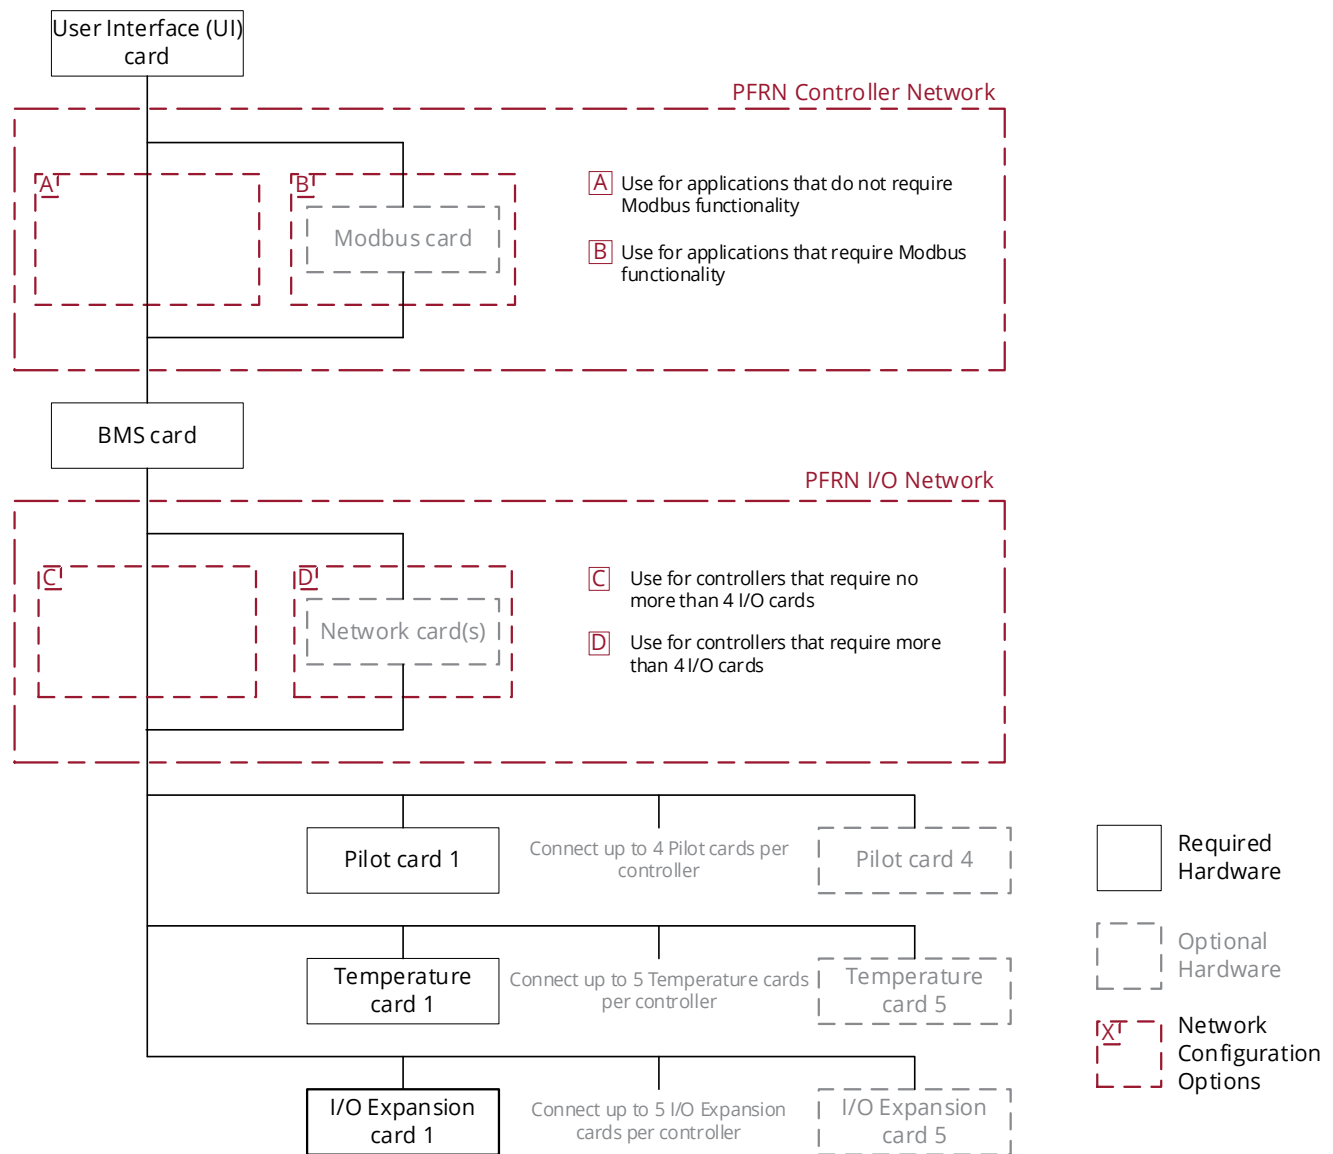 User Interface (UI)
card
PFRN Controller Network
A
B
Modbus card
A Use for applications that do not require
Modbus functionality
B Use for applications that require Modbus
functionality
BMS card
PFRN I/O Network
C
D
Network card(s)
C Use for controllers that require no
more than 4 I/O cards
D Use for controllers that require more
than 4 I/O cards
Pilot card 1
Connect up to 4 Pilot cards per
controller
Pilot card 4
Temperature
card 1
Connect up to 5 Temperature cards
per controller
Temperature
card 5
I/O Expansion
card 1
Connect up to 5 I/O Expansion
cards per controller
I/O Expansion
card 5
Required
Hardware
Optional
Hardware
X
Network
Configuration
Options